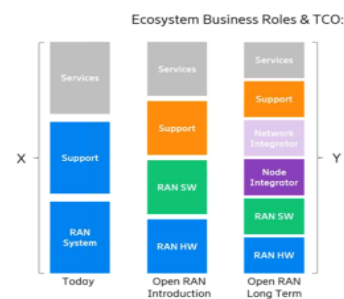 Ecosystem Business Roles & TCO:
Services
Support
RAN
System
Today
Services
Support
RAN SW
RAN HW
Open RAN
Introduction
Services
Support
Network
Integrator
Node
Integrator
RAN SW
RAN HW
Open RAN
Long Term
X
Y